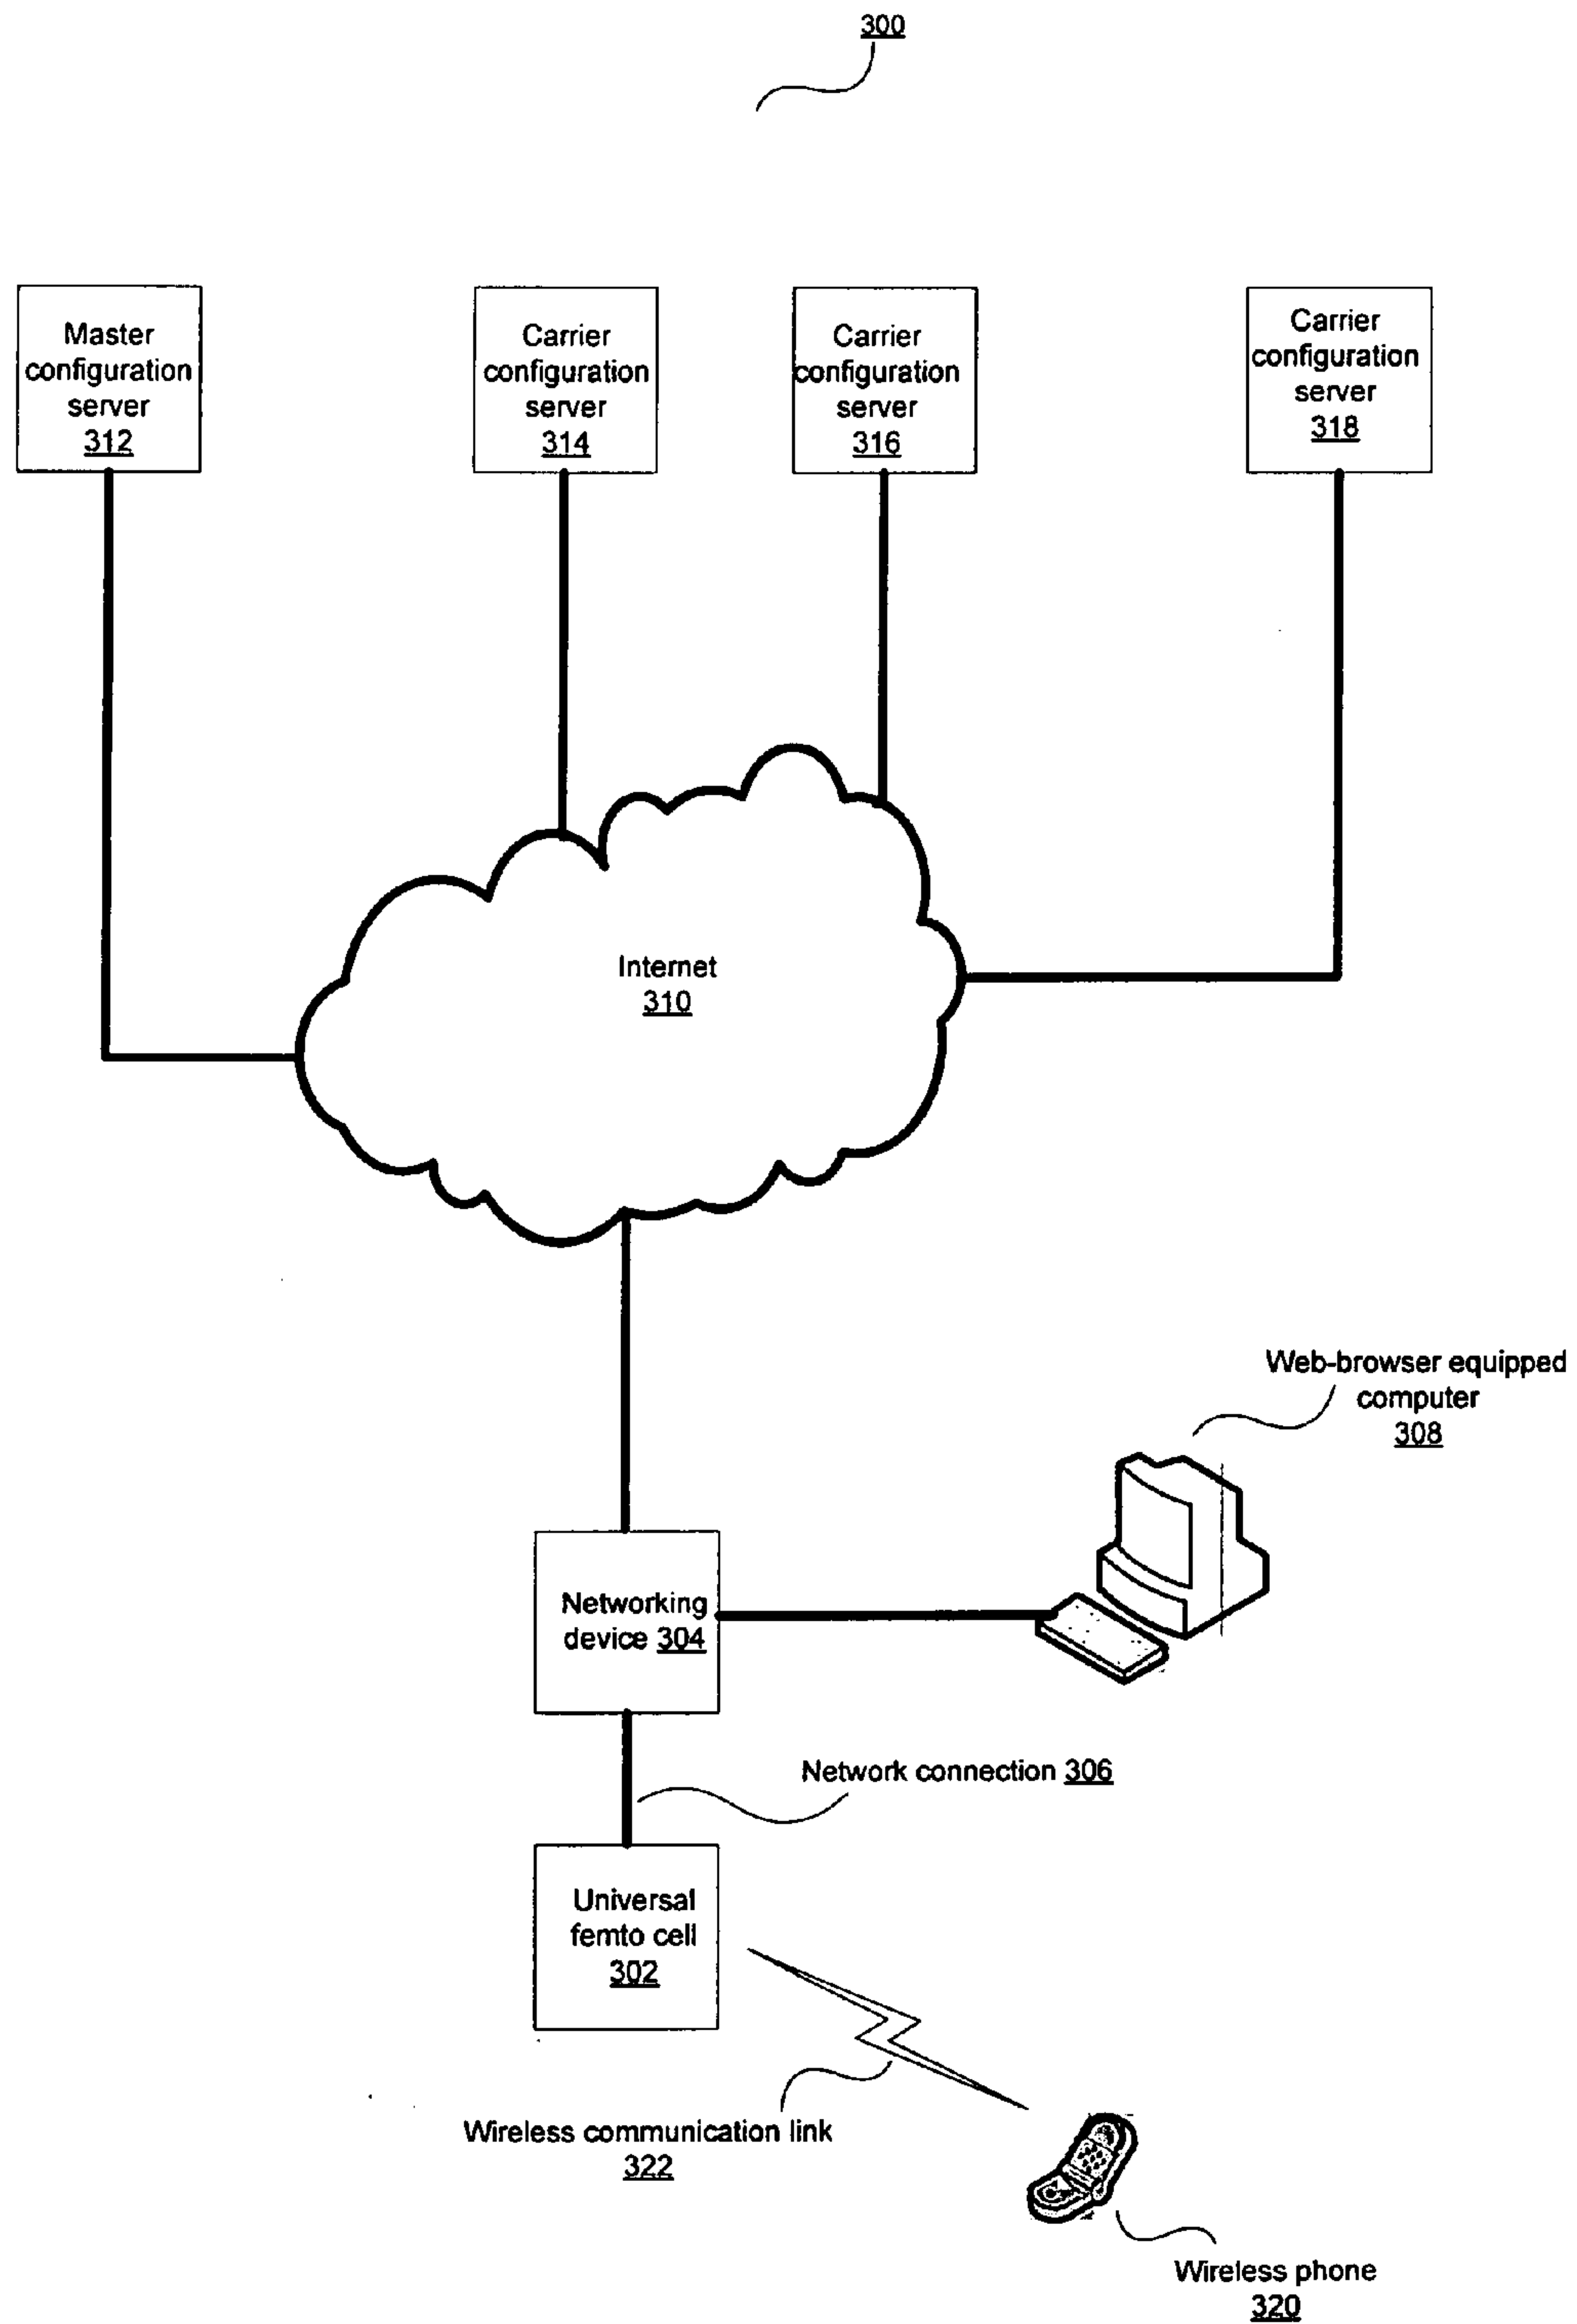 300
Master
configuration
server
312
Carrier
configuration
server
314
Carrier
configuration
server
316
Carrier
configuration
server
318
Internet
310
Web-browser equipped
computer
308
Networking
device 304
Network connection 306
Universal
femto cell
302
Wireless communication link
322
Wireless phone
320